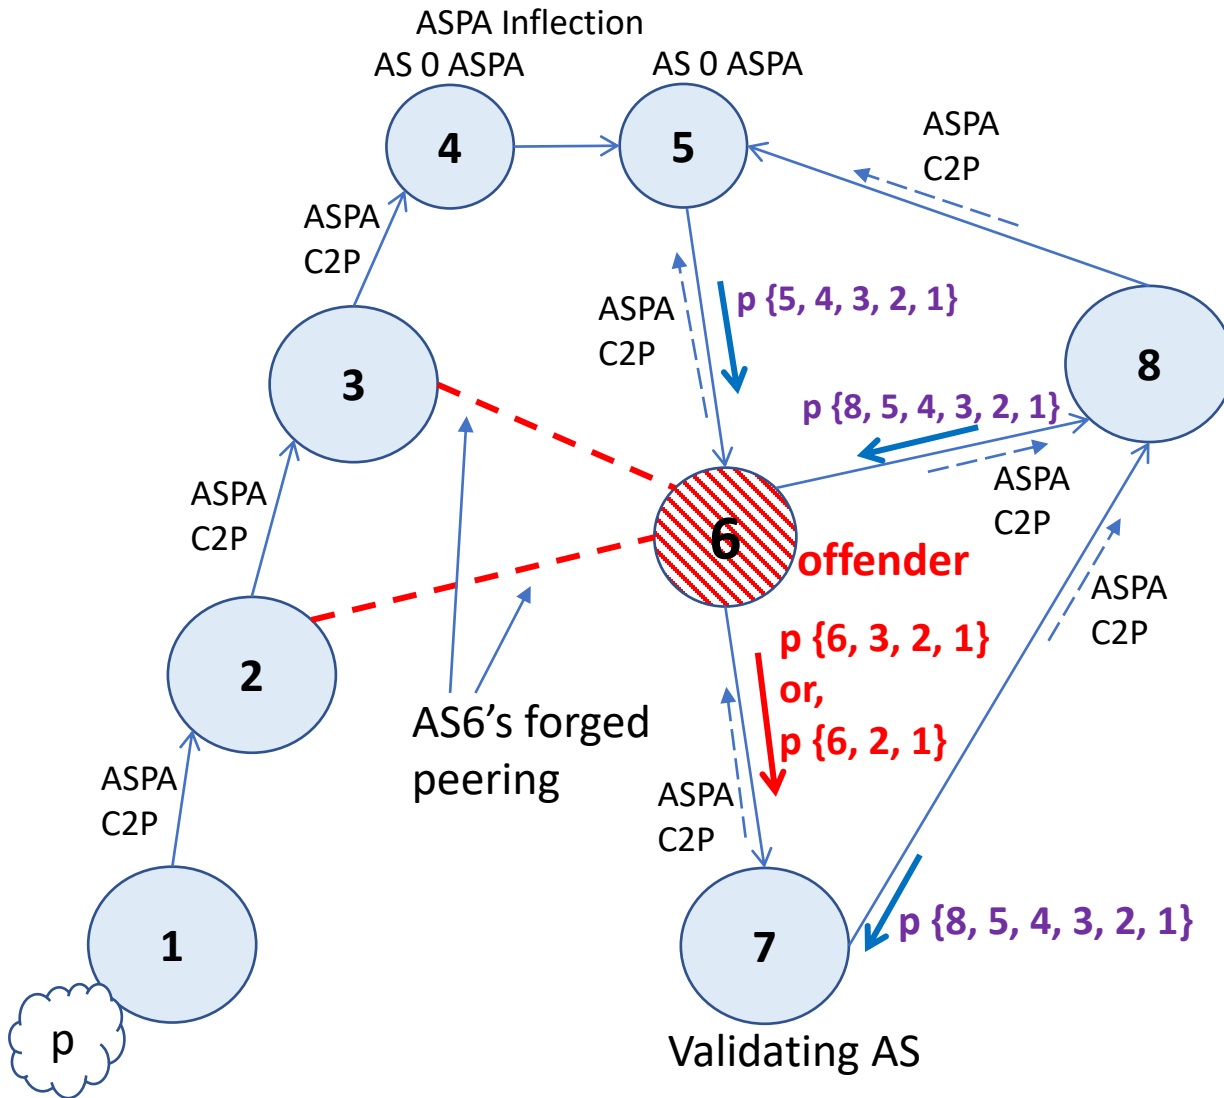 ASPA Inflection
AS 0 ASPA
AS 0 ASPA
4
5
ASPA
C2P
ASPA
C2P
ASPA
C2P
p {5, 4, 3, 2, 1}
3
8
p {8, 5, 4, 3, 2, 1}
ASPA
C2P
ASPA
C2P
6
offender
ASPA
C2P
p {6, 3, 2, 1}
or,
p {6, 2, 1}
2
AS6’s forged
peering
ASPA
C2P
ASPA
C2P
p {8, 5, 4, 3, 2, 1}
1
7
p
Validating AS